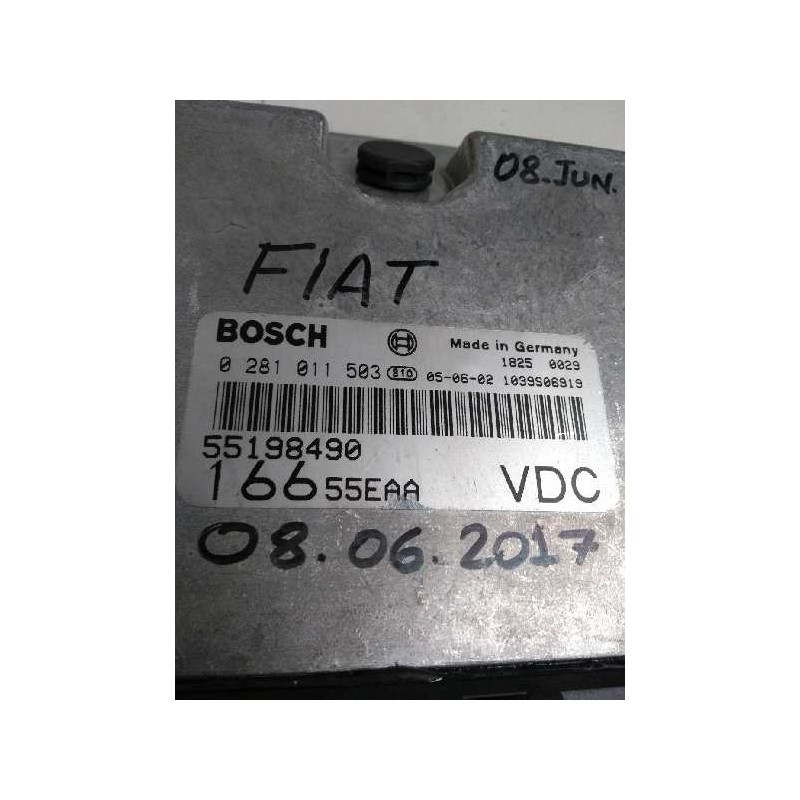 08.JUN.
FIAT
BOSCH Made in Germany
1825 0029
0 281 011 503 S10 05-06-02 1039S06919
55198490
166 55EAA VDC
08.06.2017